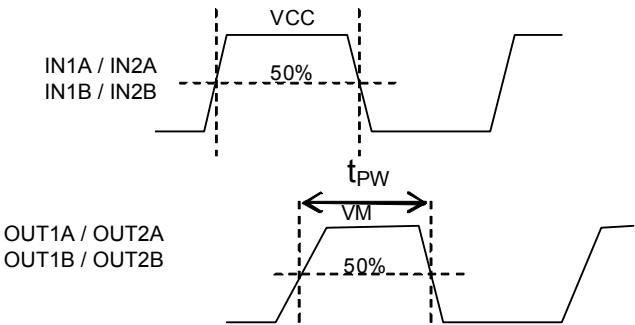 VCC
IN1A / IN2A
IN1B / IN2B
50%
tPW
VM
OUT1A / OUT2A
OUT1B / OUT2B
50%